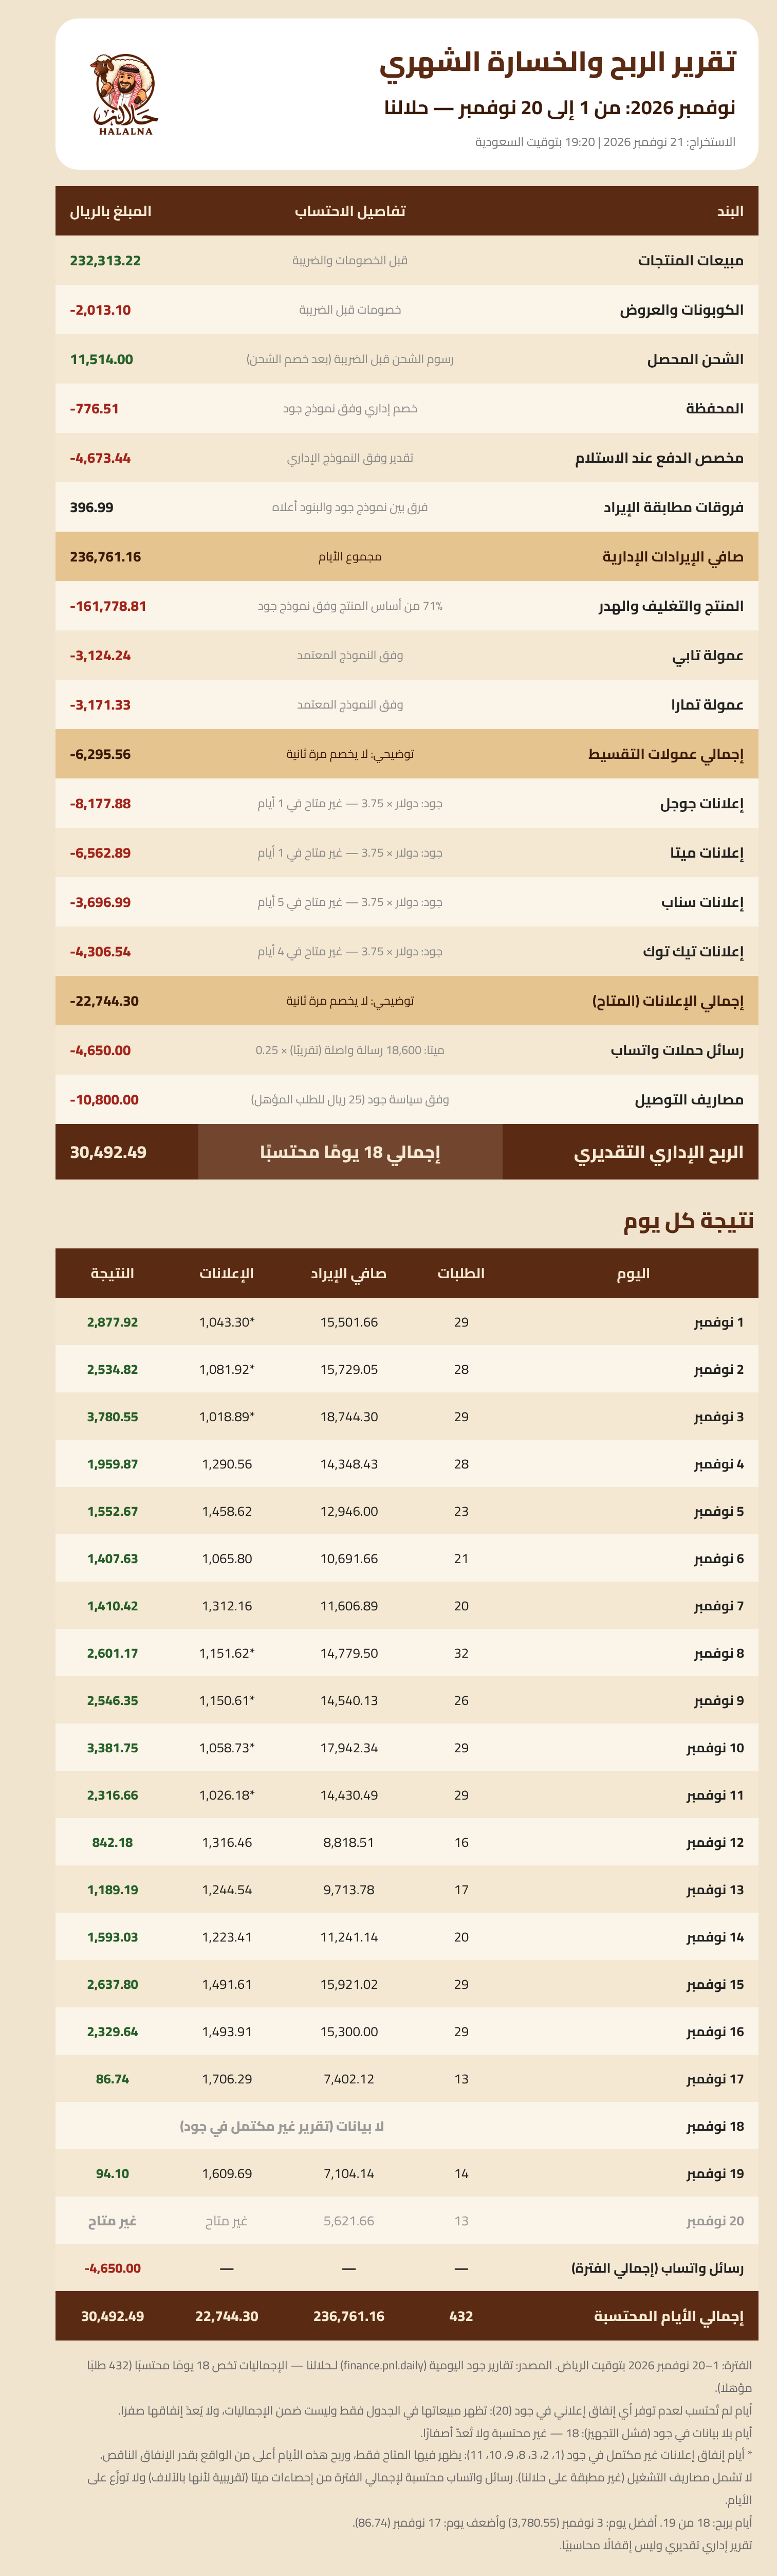 تقرير الربح والخسارة الشهري
نوفمبر 2026: من 1 إلى 20 نوفمبر — حلالنا
الاستخراج: 21 نوفمبر 2026 | 19:20 بتوقيت السعودية
حلالنا
HALALNA
البند تفاصيل الاحتساب المبلغ بالريال
مبيعات المنتجات قبل الخصومات والضريبة 232,313.22
الكوبونات والعروض خصومات قبل الضريبة -2,013.10
الشحن المحصل رسوم الشحن قبل الضريبة (بعد خصم الشحن) 11,514.00
المحفظة خصم إداري وفق نموذج جود -776.51
مخصص الدفع عند الاستلام تقدير وفق النموذج الإداري -4,673.44
فروقات مطابقة الإيراد فرق بين نموذج جود والبنود أعلاه 396.99
صافي الإيرادات الإدارية مجموع الأيام 236,761.16
المنتج والتغليف والهدر 71% من أساس المنتج وفق نموذج جود -161,778.81
عمولة تابي وفق النموذج المعتمد -3,124.24
عمولة تمارا وفق النموذج المعتمد -3,171.33
إجمالي عمولات التقسيط توضيحي: لا يخصم مرة ثانية -6,295.56
إعلانات جوجل جود: دولار × 3.75 — غير متاح في 1 أيام -8,177.88
إعلانات ميتا جود: دولار × 3.75 — غير متاح في 1 أيام -6,562.89
إعلانات سناب جود: دولار × 3.75 — غير متاح في 5 أيام -3,696.99
إعلانات تيك توك جود: دولار × 3.75 — غير متاح في 4 أيام -4,306.54
إجمالي الإعلانات (المتاح) توضيحي: لا يخصم مرة ثانية -22,744.30
رسائل حملات واتساب ميتا: 18,600 رسالة واصلة (تقريبًا) × 0.25 -4,650.00
مصاريف التوصيل وفق سياسة جود (25 ريال للطلب المؤهل) -10,800.00
الربح الإداري التقديري إجمالي 18 يومًا محتسبًا 30,492.49
نتيجة كل يوم
اليوم الطلبات صافي الإيراد الإعلانات النتيجة
1 نوفمبر 29 15,501.66 1,043.30* 2,877.92
2 نوفمبر 28 15,729.05 1,081.92* 2,534.82
3 نوفمبر 29 18,744.30 1,018.89* 3,780.55
4 نوفمبر 28 14,348.43 1,290.56 1,959.87
5 نوفمبر 23 12,946.00 1,458.62 1,552.67
6 نوفمبر 21 10,691.66 1,065.80 1,407.63
7 نوفمبر 20 11,606.89 1,312.16 1,410.42
8 نوفمبر 32 14,779.50 1,151.62* 2,601.17
9 نوفمبر 26 14,540.13 1,150.61* 2,546.35
10 نوفمبر 29 17,942.34 1,058.73* 3,381.75
11 نوفمبر 29 14,430.49 1,026.18* 2,316.66
12 نوفمبر 16 8,818.51 1,316.46 842.18
13 نوفمبر 17 9,713.78 1,244.54 1,189.19
14 نوفمبر 20 11,241.14 1,223.41 1,593.03
15 نوفمبر 29 15,921.02 1,491.61 2,637.80
16 نوفمبر 29 15,300.00 1,493.91 2,329.64
17 نوفمبر 13 7,402.12 1,706.29 86.74
18 نوفمبر لا بيانات (تقرير غير مكتمل في جود)
19 نوفمبر 14 7,104.14 1,609.69 94.10
20 نوفمبر 13 5,621.66 غير متاح غير متاح
رسائل واتساب (إجمالي الفترة) — — — -4,650.00
إجمالي الأيام المحتسبة 432 236,761.16 22,744.30 30,492.49
الفترة: 1–20 نوفمبر 2026 بتوقيت الرياض. المصدر: تقارير جود اليومية (finance.pnl.daily) لـحلالنا — الإجماليات تخص 18 يومًا محتسبًا (432 طلبًا
مؤهلاً).
أيام لم تُحتسب لعدم توفر أي إنفاق إعلاني في جود (20): تظهر مبيعاتها في الجدول فقط وليست ضمن الإجماليات، ولا يُعدّ إنفاقها صفرًا.
أيام بلا بيانات في جود (فشل التجهيز): 18 — غير محتسبة ولا تُعدّ أصفارًا.
* أيام إنفاق إعلانات غير مكتمل في جود (1، 2، 3، 8، 9، 10، 11): يظهر فيها المتاح فقط، وربح هذه الأيام أعلى من الواقع بقدر الإنفاق الناقص.
لا تشمل مصاريف التشغيل (غير مطبقة على حلالنا). رسائل واتساب محتسبة لإجمالي الفترة من إحصاءات ميتا (تقريبية لأنها بالآلاف) ولا توزَّع على
الأيام.
أيام بربح: 18 من 19. أفضل يوم: 3 نوفمبر (3,780.55) وأضعف يوم: 17 نوفمبر (86.74).
تقرير إداري تقديري وليس إقفالًا محاسبيًا.